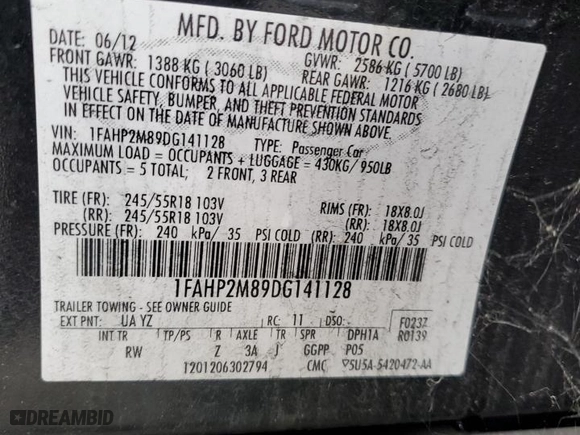 MFD. BY FORD MOTOR CO.
DATE: 06/12 GVWR: 2586 KG ( 5700 LB)
FRONT GAWR: 1388 KG ( 3060 LB) REAR GAWR: 1216 KG ( 2680 LB)
THIS VEHICLE CONFORMS TO ALL APPLICABLE FEDERAL MOTOR
VEHICLE SAFETY, BUMPER, AND THEFT PREVENTION STANDARDS
IN EFFECT ON THE DATE OF MANUFACTURE SHOWN ABOVE.
VIN: 1FAHP2M89DG141128 TYPE: Passenger Car
MAXIMUM LOAD = OCCUPANTS + LUGGAGE = 430KG/950LB
OCCUPANTS = 5 TOTAL; 2 FRONT, 3 REAR
TIRE (FR): 245/55R18 103V RIMS (FR): 18X8.0J
(RR): 245/55R18 103V (RR): 18X8.0J
PRESSURE (FR): 240 kPa/ 35 PSI COLD (RR): 240 kPa/ 35 PSI COLD
1FAHP2M89DG141128
TRAILER TOWING - SEE OWNER GUIDE
EXT PNT: UA YZ RC: 11 DSO: F0237
INT TR TP/PS R AXLE TR SPR DPH1A R0139
RW Z 3A J GGPP P05
1201206302794 CMC ▽5U5A-5420472-AA
DREAMBID